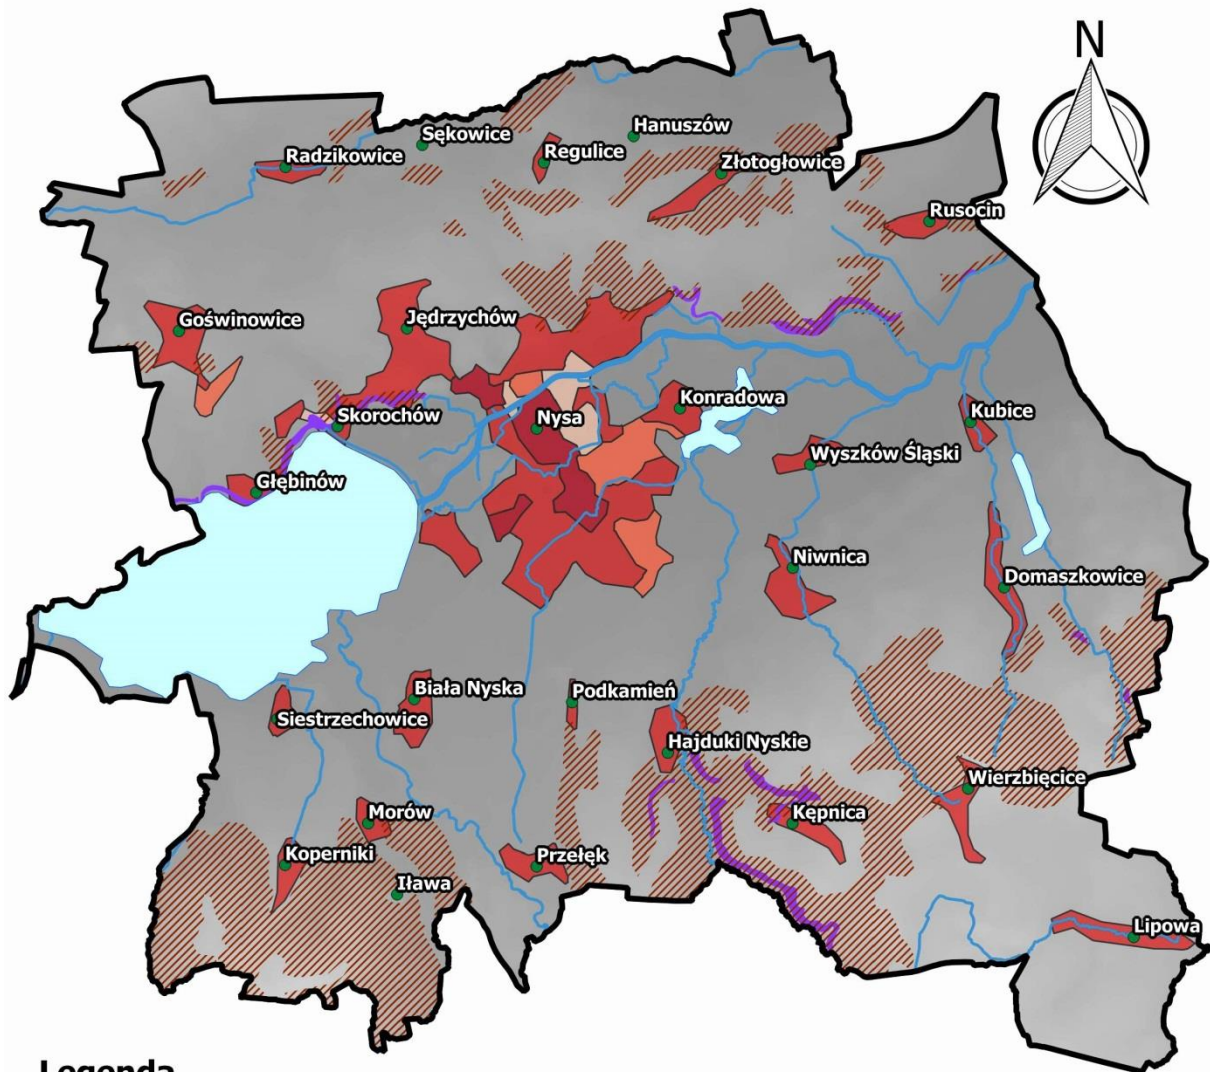 N
Sękowice
Hanuszów
Radzikowice
Regulice
Złotogłowice
Rusocin
Goświnowice
Jędrzychów
Konradowa
Skorochów
Nysa
Kubice
Wyszków Śląski
Głębinów
Niwnica
Domaszkowice
Biała Nyska
Podkamień
Siestrzechowice
Hajduki Nyskie
Wierzbięcice
Morów
Kępnica
Koperniki
Przełęk
Iława
Lipowa
Legenda